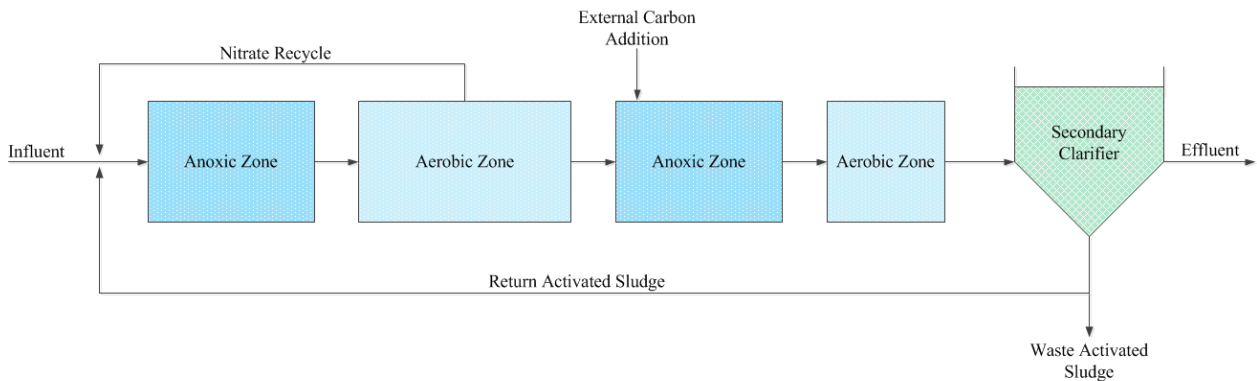 External Carbon
Addition
Nitrate Recycle
Influent
Anoxic Zone
Aerobic Zone
Anoxic Zone
Aerobic Zone
Secondary
Clarifier
Effluent
Return Activated Sludge
Waste Activated
Sludge